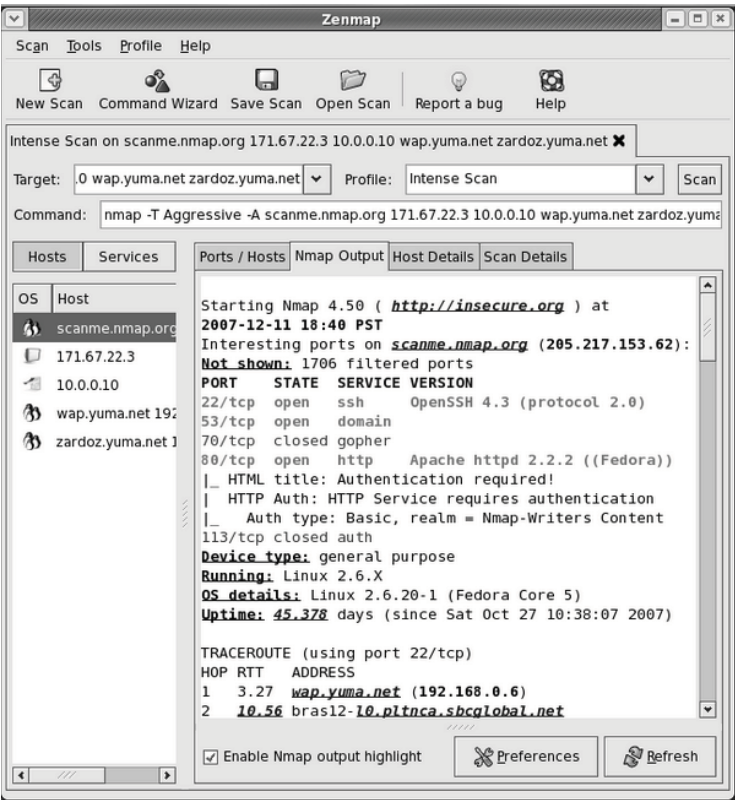 Zenmap
Scan Tools Profile Help
New Scan Command Wizard Save Scan Open Scan Report a bug Help
Intense Scan on scanme.nmap.org 171.67.22.3 10.0.0.10 wap.yuma.net zardoz.yuma.net
Target: .0 wap.yuma.net zardoz.yuma.net Profile: Intense Scan Scan
Command: nmap -T Aggressive -A scanme.nmap.org 171.67.22.3 10.0.0.10 wap.yuma.net zardoz.yuma
Hosts Services
OS Host
scanme.nmap.org
171.67.22.3
10.0.0.10
wap.yuma.net 192
zardoz.yuma.net 1
Ports / Hosts Nmap Output Host Details Scan Details
Starting Nmap 4.50 ( http://insecure.org ) at
2007-12-11 18:40 PST
Interesting ports on scanme.nmap.org (205.217.153.62):
Not shown: 1706 filtered ports
PORT STATE SERVICE VERSION
22/tcp open ssh OpenSSH 4.3 (protocol 2.0)
53/tcp open domain
70/tcp closed gopher
80/tcp open http Apache httpd 2.2.2 ((Fedora))
|_ HTML title: Authentication required!
| HTTP Auth: HTTP Service requires authentication
|_ Auth type: Basic, realm = Nmap-Writers Content
113/tcp closed auth
Device type: general purpose
Running: Linux 2.6.X
OS details: Linux 2.6.20-1 (Fedora Core 5)
Uptime: 45.378 days (since Sat Oct 27 10:38:07 2007)
TRACEROUTE (using port 22/tcp)
HOP RTT ADDRESS
1 3.27 wap.yuma.net (192.168.0.6)
2 10.56 bras12-l0.pltnca.sbcglobal.net
Enable Nmap output highlight Preferences Refresh